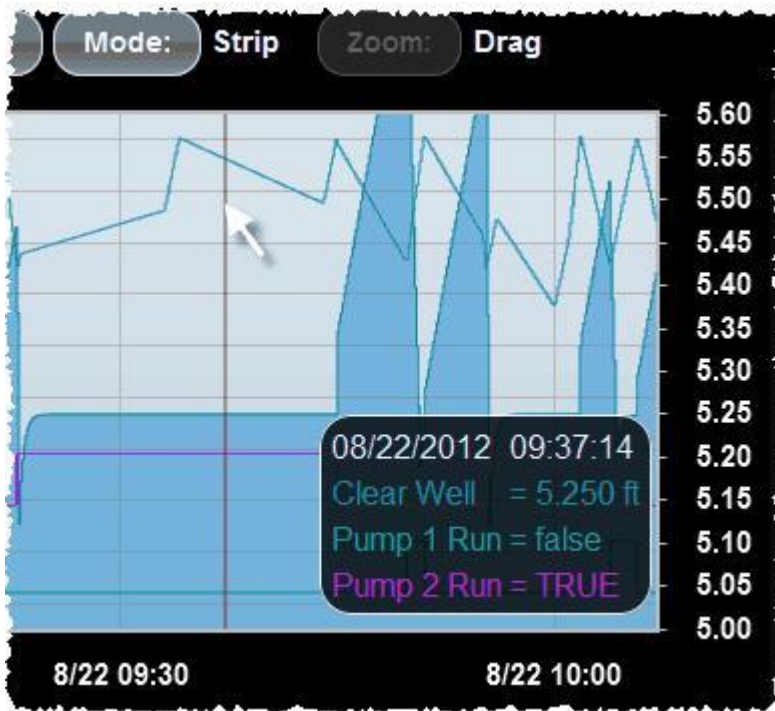 Mode: Strip Zoom: Drag
5.60
5.55
5.50
5.45
5.40
5.35
5.30
5.25
5.20
5.15
5.10
5.05
5.00
08/22/2012 09:37:14
Clear Well = 5.250 ft
Pump 1 Run = false
Pump 2 Run = TRUE
8/22 09:30 8/22 10:00